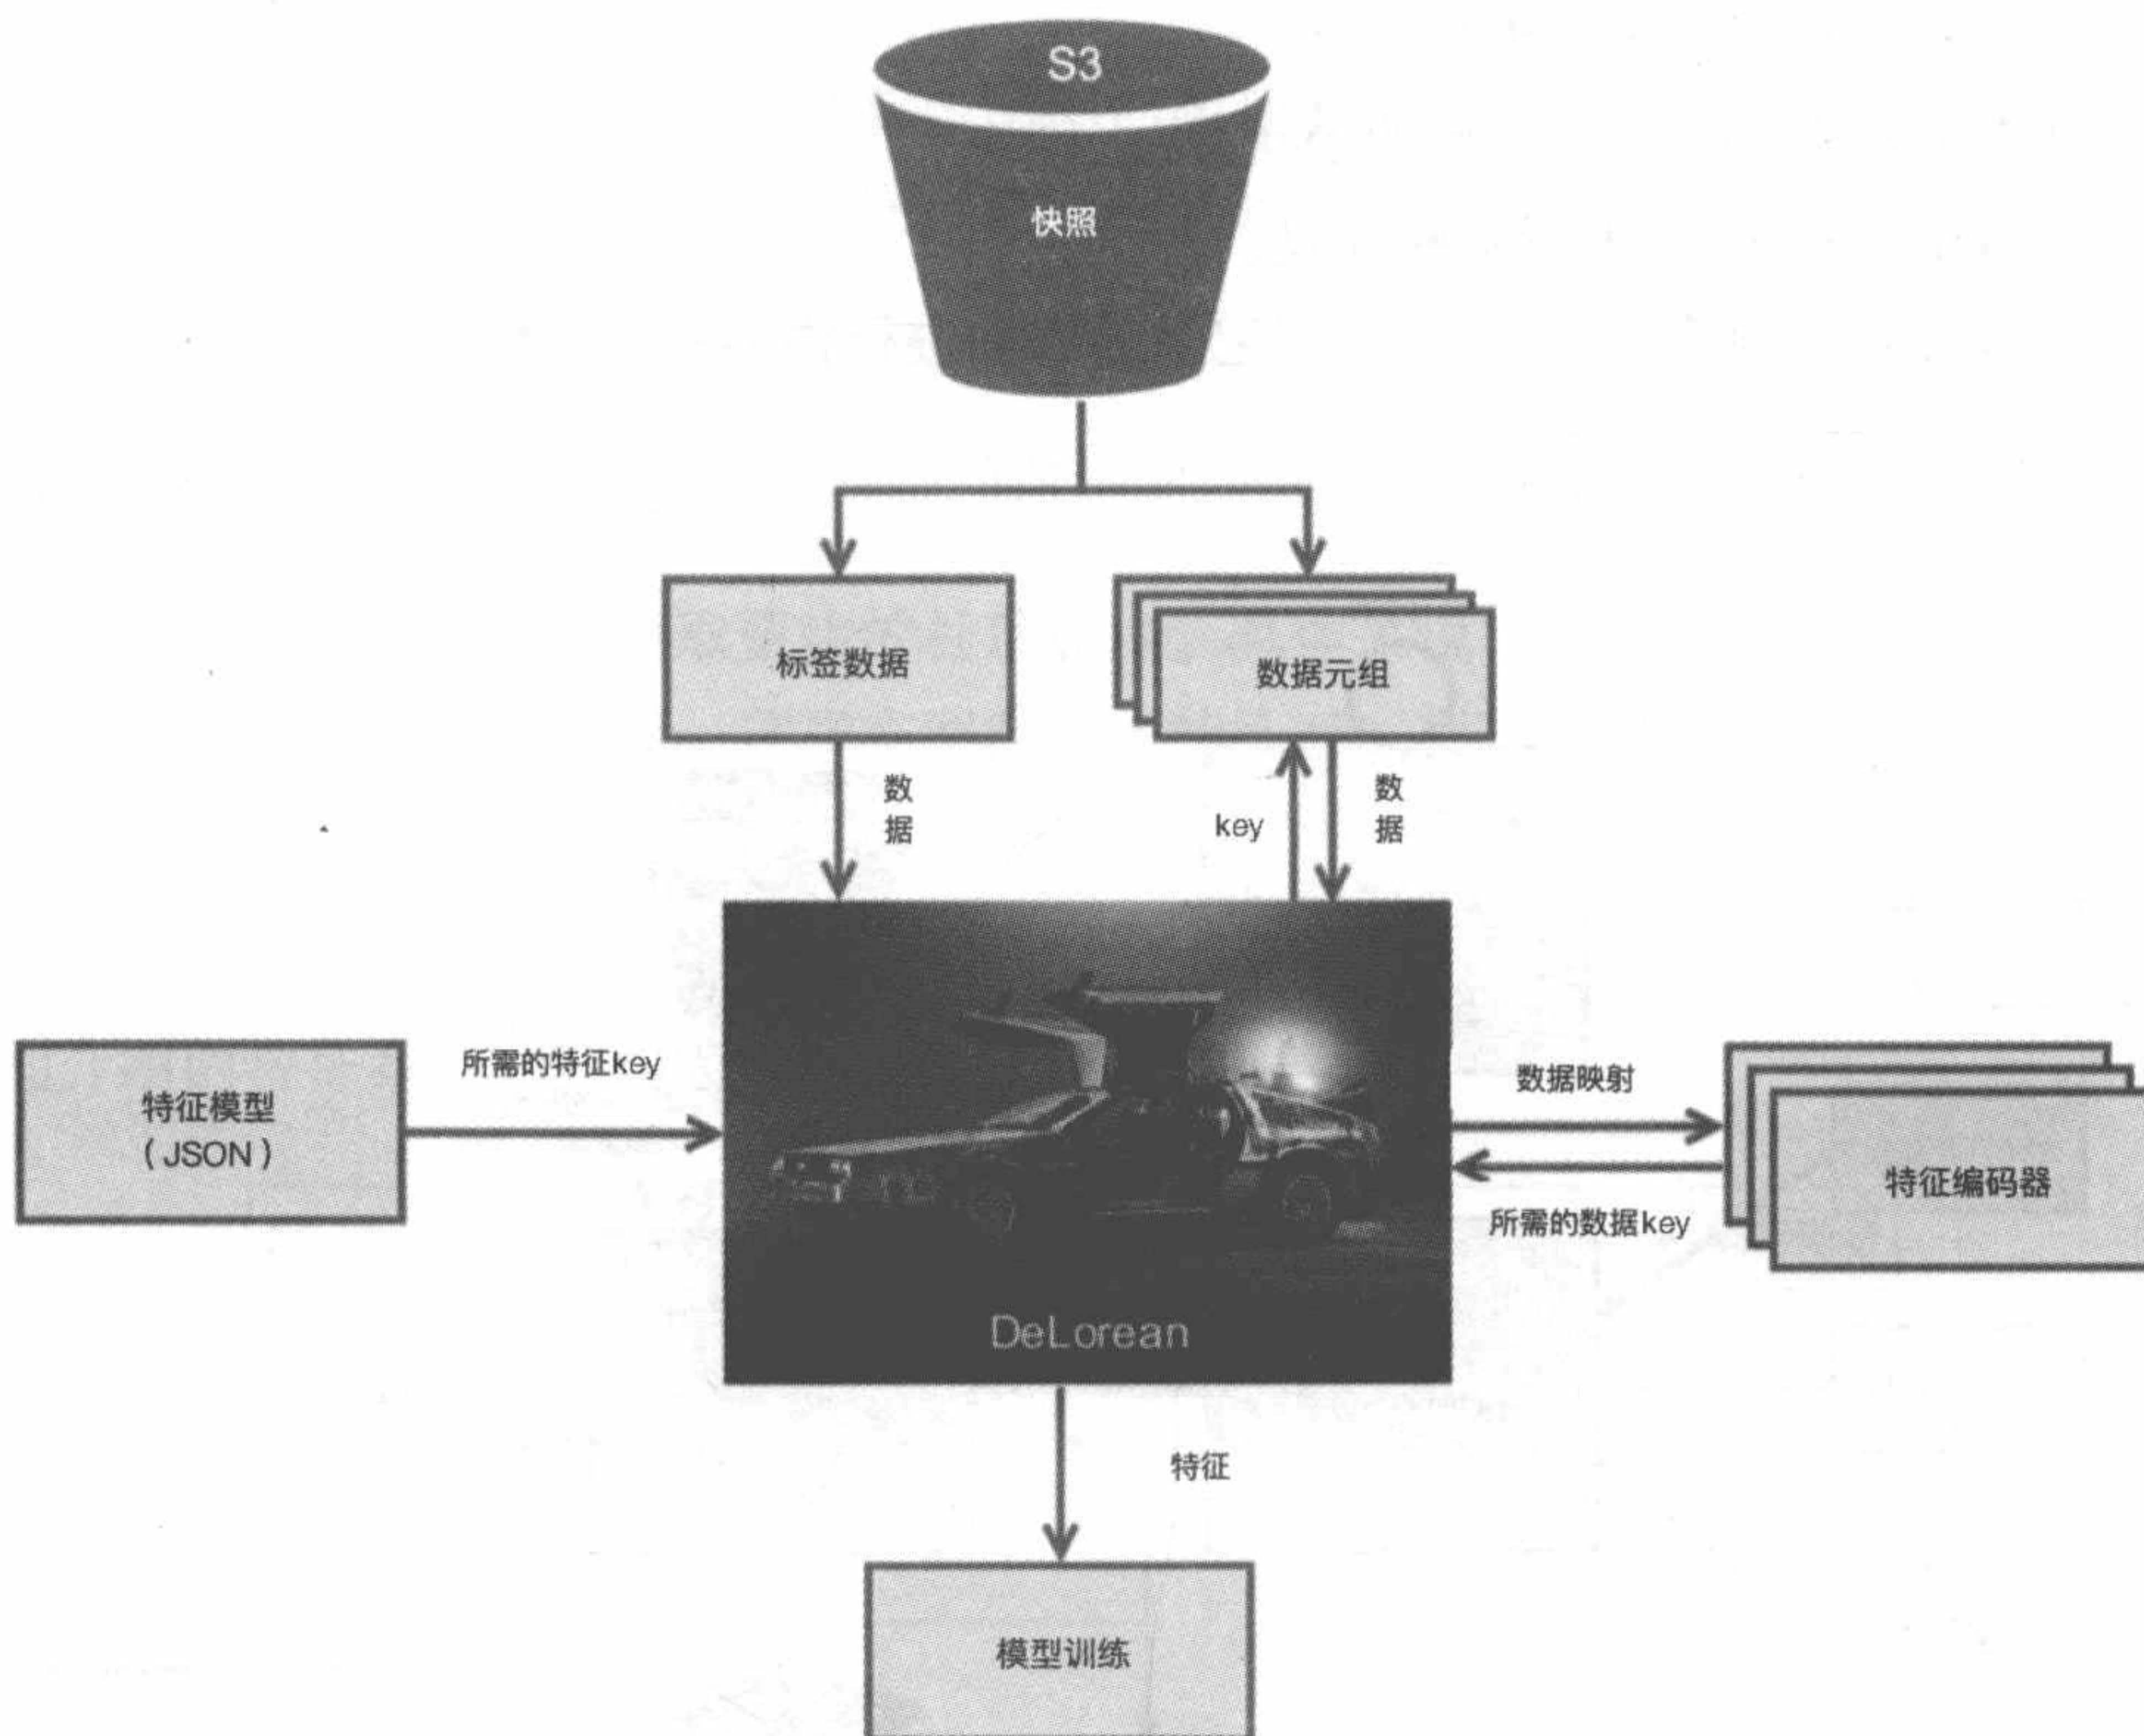 S3
快照
标签数据
数据元组
数
据
key
数
据
特征模型
（JSON）
所需的特征key
数据映射
所需的数据key
特征编码器
DeLorean
特征
模型训练